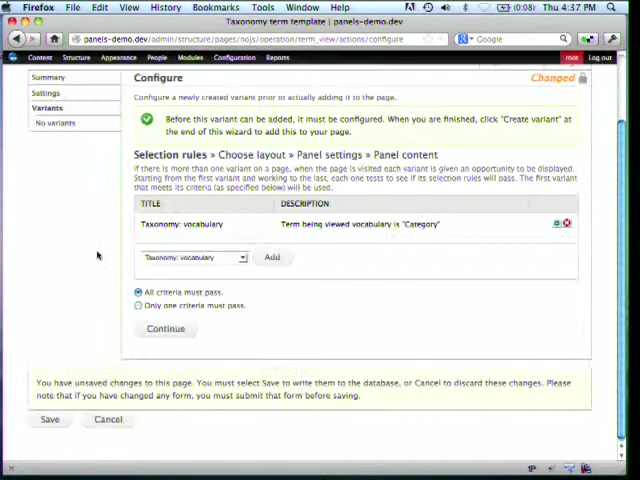 Firefox File Edit View History Bookmarks Tools Window Help (0:08) Thu 4:37 PM
Taxonomy term template | panels-demo.dev
panels-demo.dev/admin/structure/pages/nojs/operation/term_view/actions/configure Google
Content Structure Appearance People Modules Configuration Reports root Log out
Summary
Settings
Variants
No variants
Configure Changed
Configure a newly created variant prior to actually adding it to the page.
Before this variant can be added, it must be configured. When you are finished, click "Create variant" at
the end of this wizard to add this to your page.
Selection rules » Choose layout » Panel settings » Panel content
If there is more than one variant on a page, when the page is visited each variant is given an opportunity to be displayed.
Starting from the first variant and working to the last, each one tests to see if its selection rules will pass. The first variant
that meets its criteria (as specified below) will be used.
TITLE DESCRIPTION
Taxonomy: vocabulary Term being viewed vocabulary is "Category"
Taxonomy: vocabulary Add
All criteria must pass.
Only one criteria must pass.
Continue
You have unsaved changes to this page. You must select Save to write them to the database, or Cancel to discard these changes. Please
note that if you have changed any form, you must submit that form before saving.
Save Cancel